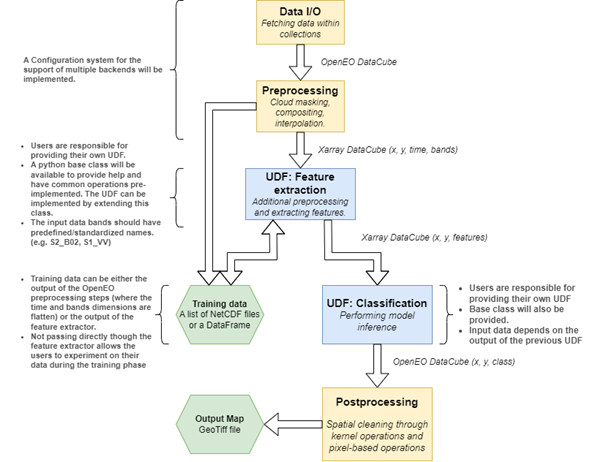 Data I/O
Fetching data within
collections
A Configuration system for the
support of multiple backends will be
implemented.
OpenEO DataCube
Preprocessing
Cloud masking,
compositing,
interpolation.
Xarray DataCube (x, y, time, bands)
• Users are responsible for
providing their own UDF.
• A python base class will be
available to provide help and
have common operations pre-
implemented. The UDF can be
implemented by extending this
class.
• The input data bands should have
predefined/standardized names.
(e.g. S2_B02, S1_VV)
UDF: Feature
extraction
Additional preprocessing
and extracting features.
Xarray DataCube (x, y, features)
• Training data can be either the
output of the OpenEO
preprocessing steps (where the
time and bands dimensions are
flatten) or the output of the
feature extractor.
• Not passing directly though the
feature extractor allows the
users to experiment on their
data during the training phase
Training data
A list of NetCDF files
or a DataFrame
UDF: Classification
Performing model
inference
• Users are responsible for
providing their own UDF
• Base class will also be
provided.
• Input data depends on the
output of the previous UDF
OpenEO DataCube (x, y, class)
Postprocessing
Spatial cleaning through
kernel operations and
pixel-based operations
Output Map
GeoTiff file